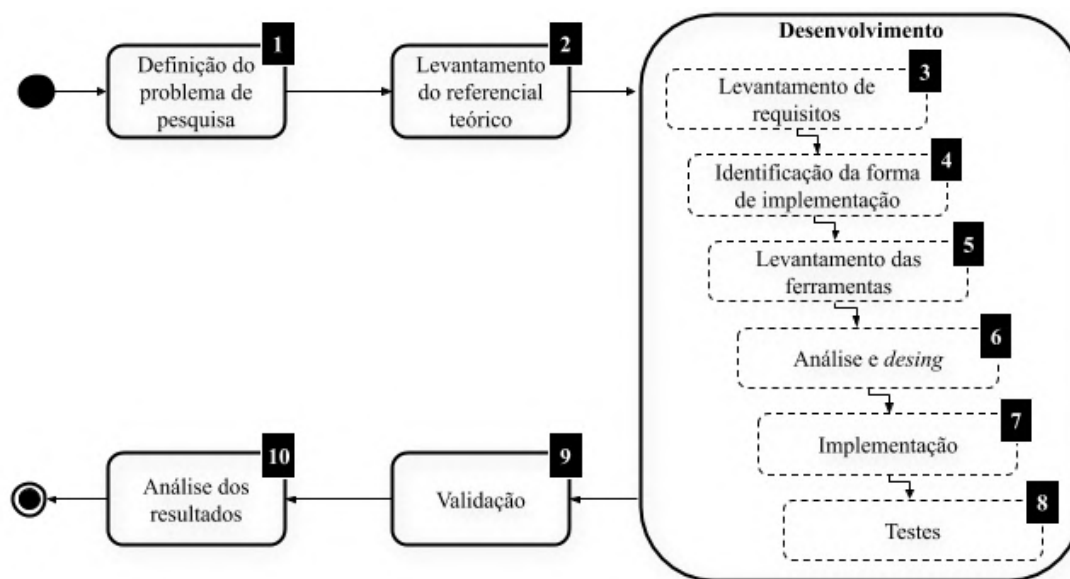 1
Definição do
problema de
pesquisa
2
Levantamento
do referencial
teórico
Desenvolvimento
3
Levantamento de
requisitos
4
Identificação da forma
de implementação
5
Levantamento das
ferramentas
6
Análise e desing
7
Implementação
8
Testes
9
Validação
10
Análise dos
resultados